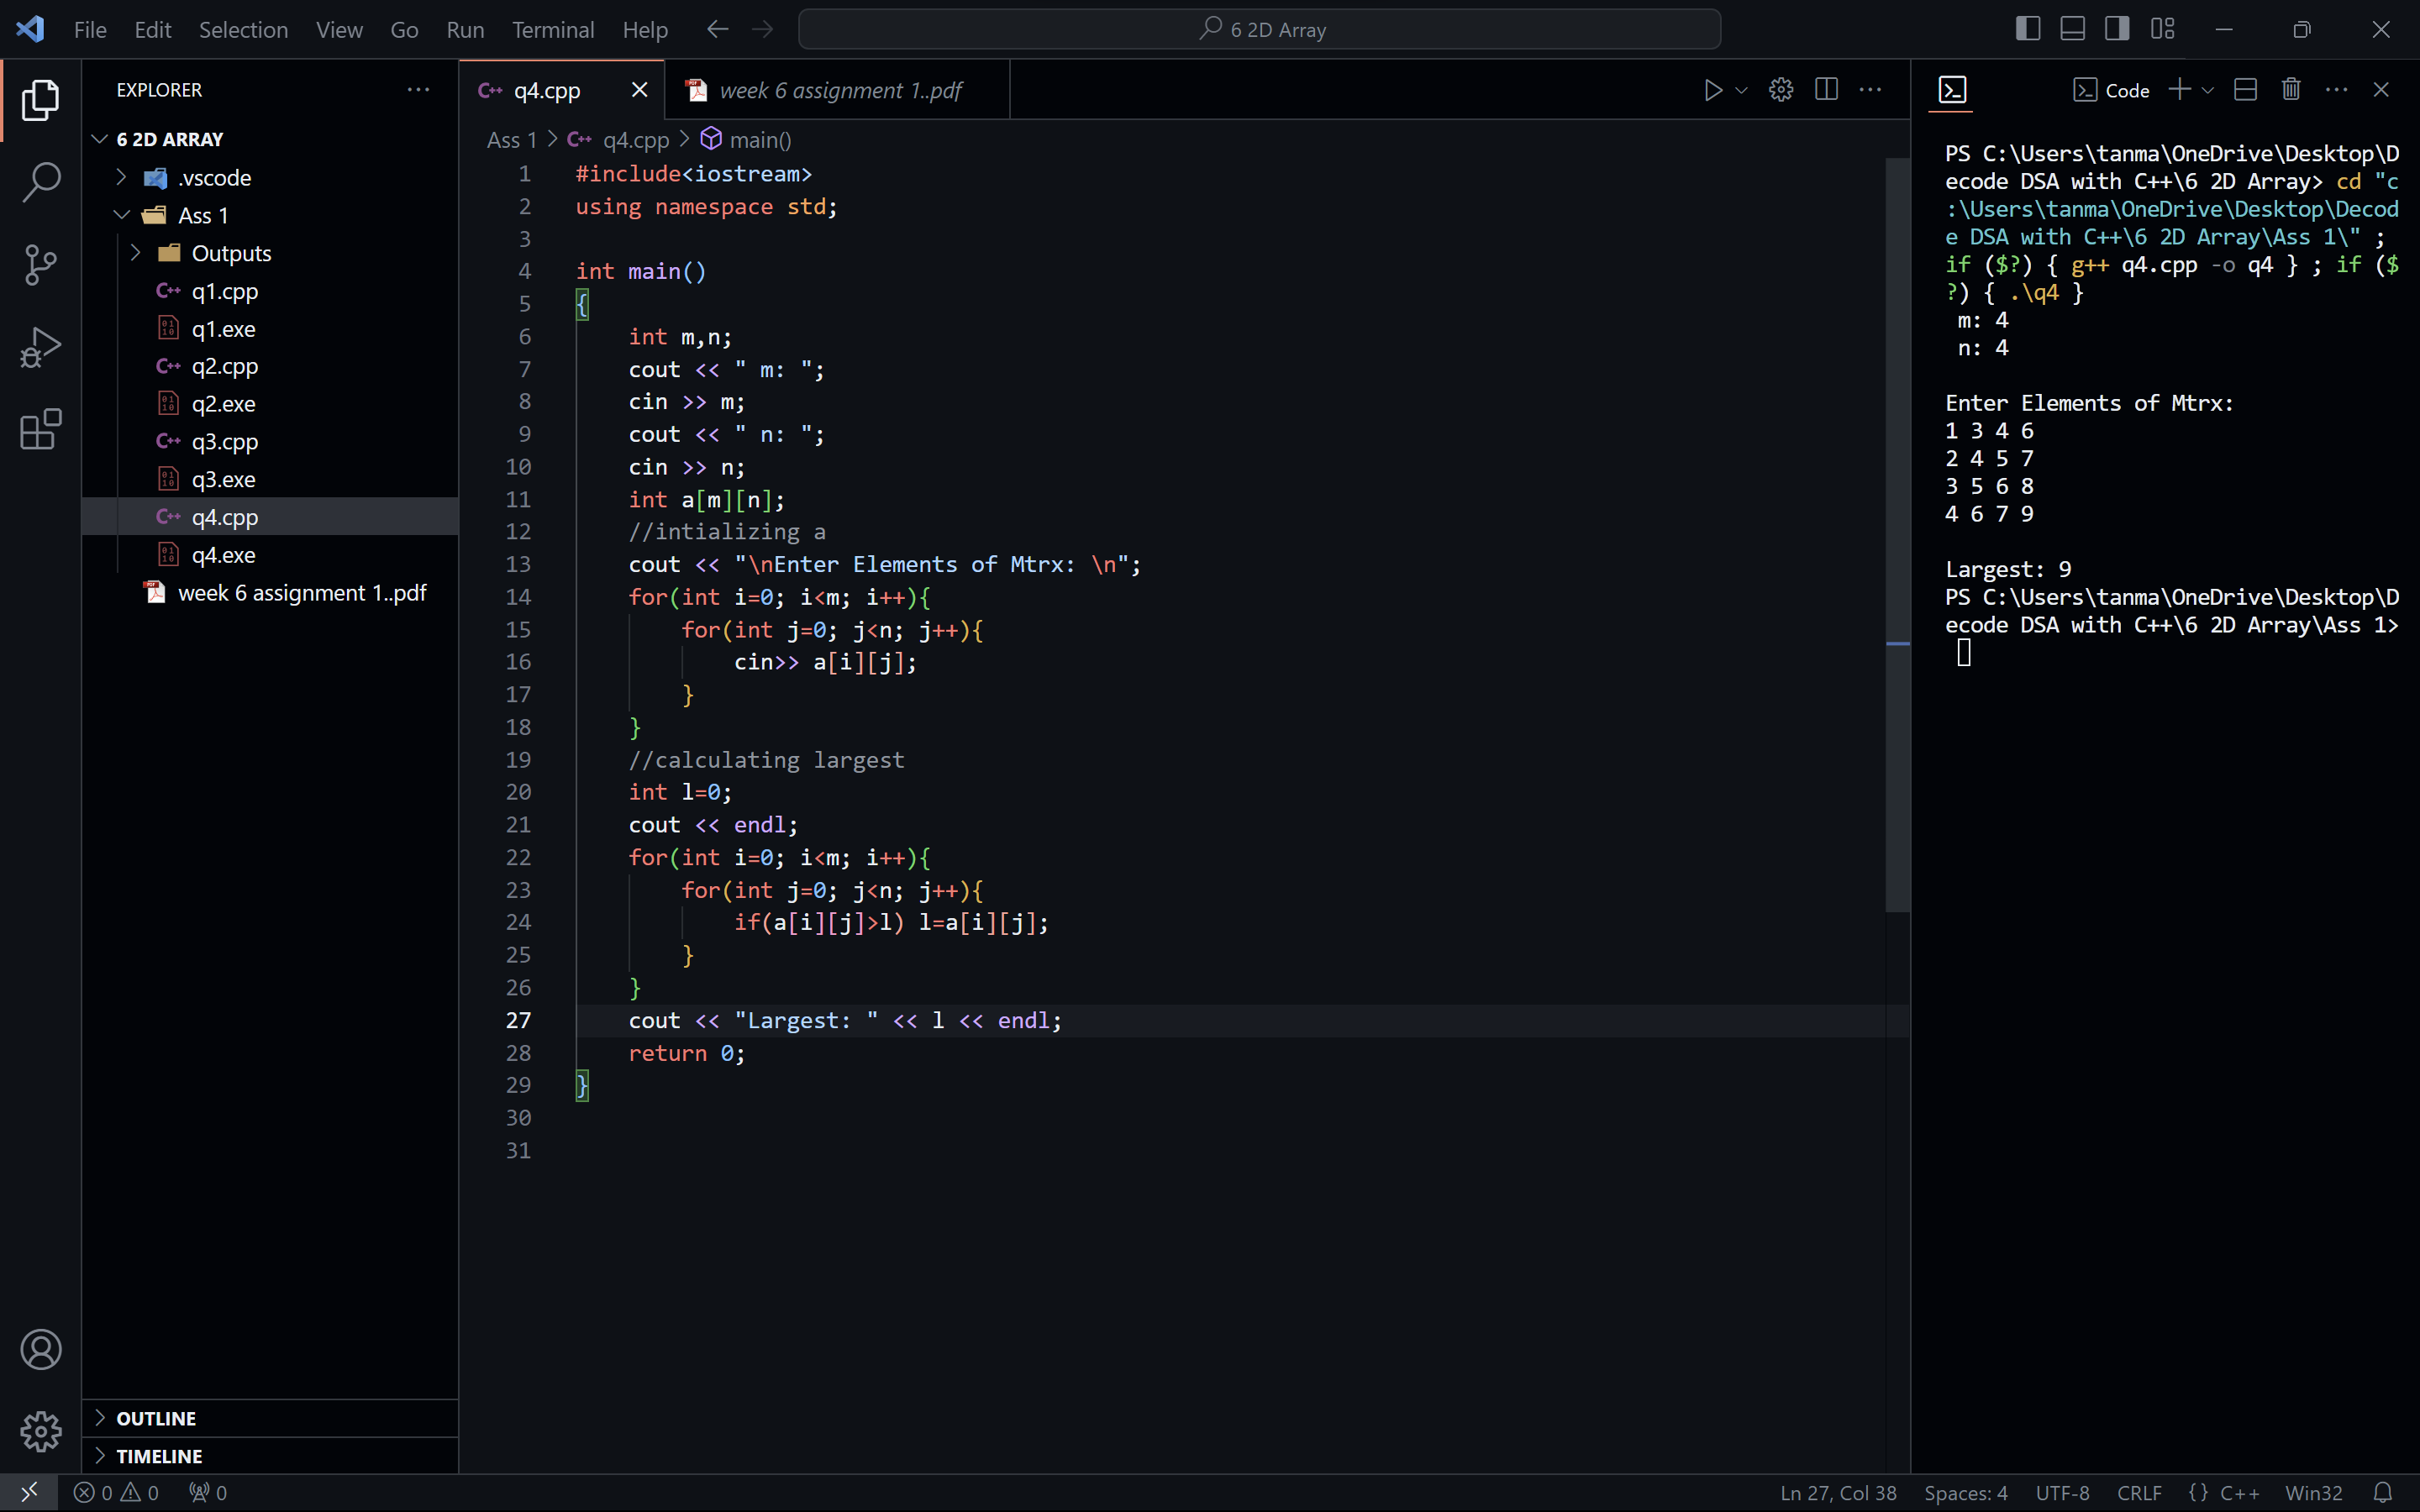 File Edit Selection View Go Run Terminal Help
6 2D Array
EXPLORER
6 2D ARRAY
.vscode
Ass 1
Outputs
q1.cpp
q1.exe
q2.cpp
q2.exe
q3.cpp
q3.exe
q4.cpp
q4.exe
week 6 assignment 1..pdf
OUTLINE
TIMELINE
q4.cpp
week 6 assignment 1..pdf
Ass 1 > q4.cpp > main()
1 #include<iostream>
2 using namespace std;
3
4 int main()
5 {
6     int m,n;
7     cout << " m: ";
8     cin >> m;
9     cout << " n: ";
10     cin >> n;
11     int a[m][n];
12     //intializing a
13     cout << "\nEnter Elements of Mtrx: \n";
14     for(int i=0; i<m; i++){
15         for(int j=0; j<n; j++){
16             cin>> a[i][j];
17         }
18     }
19     //calculating largest
20     int l=0;
21     cout << endl;
22     for(int i=0; i<m; i++){
23         for(int j=0; j<n; j++){
24             if(a[i][j]>l) l=a[i][j];
25         }
26     }
27     cout << "Largest: " << l << endl;
28     return 0;
29 }
30
31
Code
PS C:\Users\tanma\OneDrive\Desktop\D
ecode DSA with C++\6 2D Array> cd "c
:\Users\tanma\OneDrive\Desktop\Decod
e DSA with C++\6 2D Array\Ass 1\" ;
if ($?) { g++ q4.cpp -o q4 } ; if ($
?) { .\q4 }
m: 4
n: 4
Enter Elements of Mtrx:
1 3 4 6
2 4 5 7
3 5 6 8
4 6 7 9
Largest: 9
PS C:\Users\tanma\OneDrive\Desktop\D
ecode DSA with C++\6 2D Array\Ass 1>
0 0 0
Ln 27, Col 38 Spaces: 4 UTF-8 CRLF {} C++ Win32